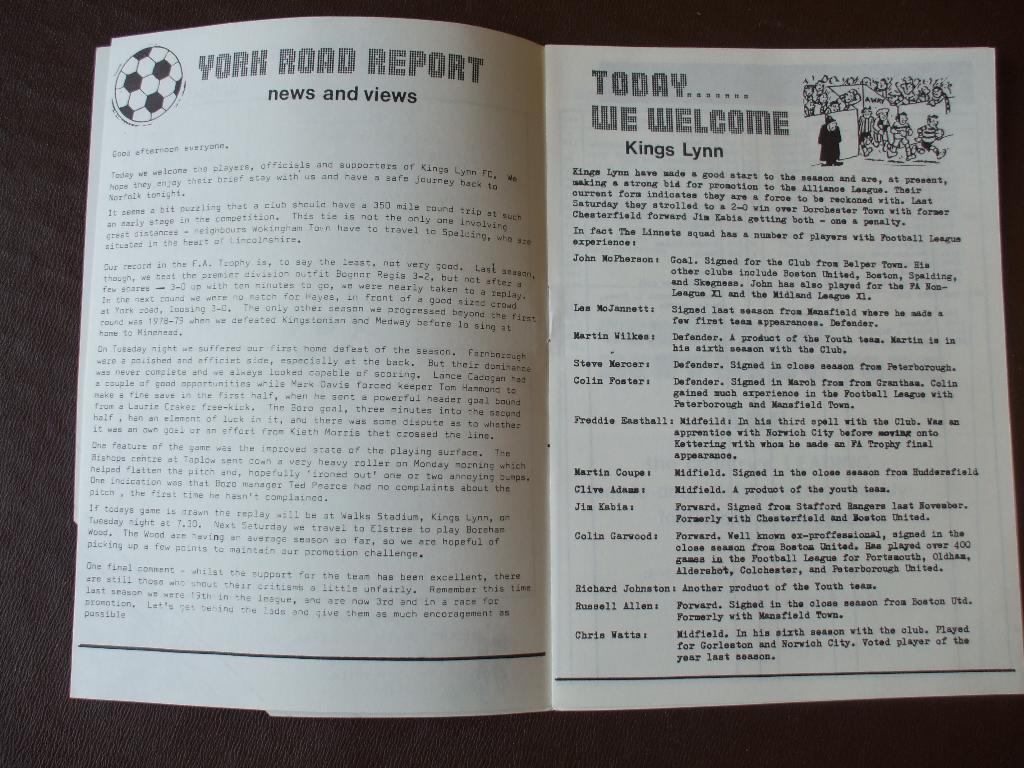 YORK ROAD REPORT
news and views
Good afternoon everyone.
Today we welcome the players, officials and supporters of Kings Lynn FC. We
hope they enjoy their brief stay with us and have a safe journey back to
Norfolk tonight.
It seems a bit puzzling that a club should have a 350 mile round trip at such
an early stage in the competition. This tie is not the only one involving
great distances - neighbours Wokingham Town have to travel to Spalding, who are
situated in the heart of Lincolnshire.
Our record in the F.A. Trophy is, to say the least, not very good. Last season,
though, we beat the premier division outfit Bognor Regis 3-2, but not after a
few scares — 3-0 up with ten minutes to go, we were nearly taken to a replay.
In the next round we were no match for Hayes, in front of a good sized crowd
at York road, loosing 3-0. The only other season we progressed beyond the first
round was 1978-79 when we defeated Kingstonian and Medway before lo sing at
home to Minehead.
On Tuesday night we suffered our first home defeat of the season. Farnborough
were a polished and efficiet side, especially at the back. But their dominance
was never complete and we always looked capable of scoring. Lance Cadogan had
a couple of good opportunities while Mark Davis forced keeper Tom Hammond to
make a fine save in the first half, when he sent a powerful header goal bound
from a Laurie Craker free-kick. The Boro goal, three minutes into the second
half , had an element of luck in it, and there was some dispute as to whether
it was an own goal or an effort from Kieth Morris that crossed the line.
One feature of the game was the improved state of the playing surface. The
Bishops centre at Taplow sent down a very heavy roller on Monday morning which
helped flatten the pitch and, hopefully 'ironed out' one or two annoying bumps.
One indication was that Boro manager Ted Pearce had no complaints about the
pitch , the first time he hasn't complained.
If todays game is drawn the replay will be at Walks Stadium, Kings Lynn, on
Tuesday night at 7.30. Next Saturday we travel to Elstree to play Boreham
Wood. The Wood are having an average season so far, so we are hopeful of
picking up a few points to maintain our promotion challenge.
One final comment - whilst the support for the team has been excellent, there
are still those who shout their critisms a little unfairly. Remember this time
last season we were 19th in the league, and are now 3rd and in a race for
promotion. Let's get behind the lads and give them as much encouragement as
possible
TODAY.......
WE WELCOME
Kings Lynn
AWAY
Kings Lynn have made a good start to the season and are, at present,
making a strong bid for promotion to the Alliance League. Their
current form indicates they are a force to be reckoned with. Last
Saturday they strolled to a 2-0 win over Dorchester Town with former
Chesterfield forward Jim Kabia getting both - one a penalty.
In fact The Linnets squad has a number of players with Football League
experience:
John McPherson: Goal. Signed for the Club from Belper Town. His
other clubs include Boston United, Boston, Spalding,
and Skegness. John has also played for the FA Non-
League XI and the Midland League XI.
Les McJannett: Signed last season from Mansfield where he made a
few first team appearances. Defender.
Martin Wilkes: Defender. A product of the Youth team. Martin is in
his sixth season with the Club.
Steve Mercer: Defender. Signed in close season from Peterborough.
Colin Foster: Defender. Signed in March from from Grantham. Colin
gained much experience in the Football League with
Peterborough and Mansfield Town.
Freddie Easthall: Midfeild: In his third spell with the Club. Was an
apprentice with Norwich City before moving onto
Kettering with whom he made an FA Trophy final
appearance.
Martin Coupe: Midfield. Signed in the close season from Huddersfield
Clive Adams: Midfield. A product of the youth team.
Jim Kabia: Forward. Signed from Stafford Rangers last November.
Formerly with Chesterfield and Boston United.
Colin Garwood: Forward. Well known ex-proffessional, signed in the
close season from Boston United. Has played over 400
games in the Football League for Portsmouth, Oldham,
Aldershot, Colchester, and Peterborough United.
Richard Johnston: Another product of the Youth team.
Russell Allen: Forward. Signed in the close season from Boston Utd.
Formerly with Mansfield Town.
Chris Watts: Midfield. In his sixth season with the club. Played
for Gorleston and Norwich City. Voted player of the
year last season.